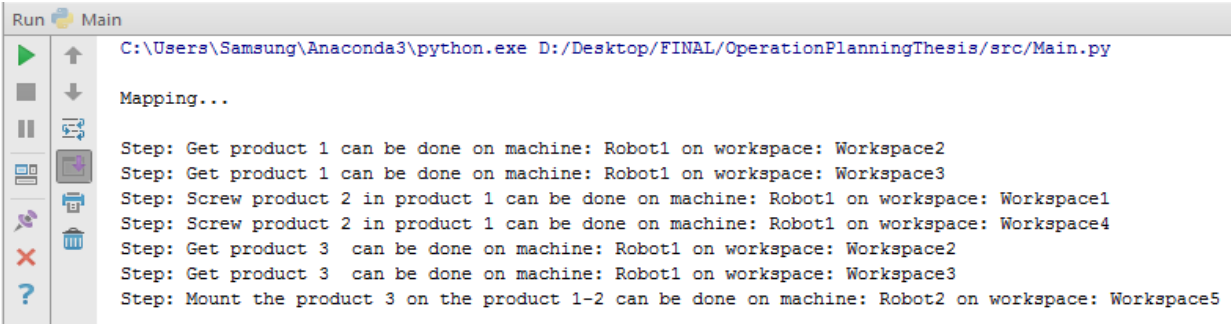 Run Main
C:\Users\Samsung\Anaconda3\python.exe D:/Desktop/FINAL/OperationPlanningThesis/src/Main.py
Mapping...
Step: Get product 1 can be done on machine: Robot1 on workspace: Workspace2
Step: Get product 1 can be done on machine: Robot1 on workspace: Workspace3
Step: Screw product 2 in product 1 can be done on machine: Robot1 on workspace: Workspace1
Step: Screw product 2 in product 1 can be done on machine: Robot1 on workspace: Workspace4
Step: Get product 3  can be done on machine: Robot1 on workspace: Workspace2
Step: Get product 3  can be done on machine: Robot1 on workspace: Workspace3
Step: Mount the product 3 on the product 1-2 can be done on machine: Robot2 on workspace: Workspace5